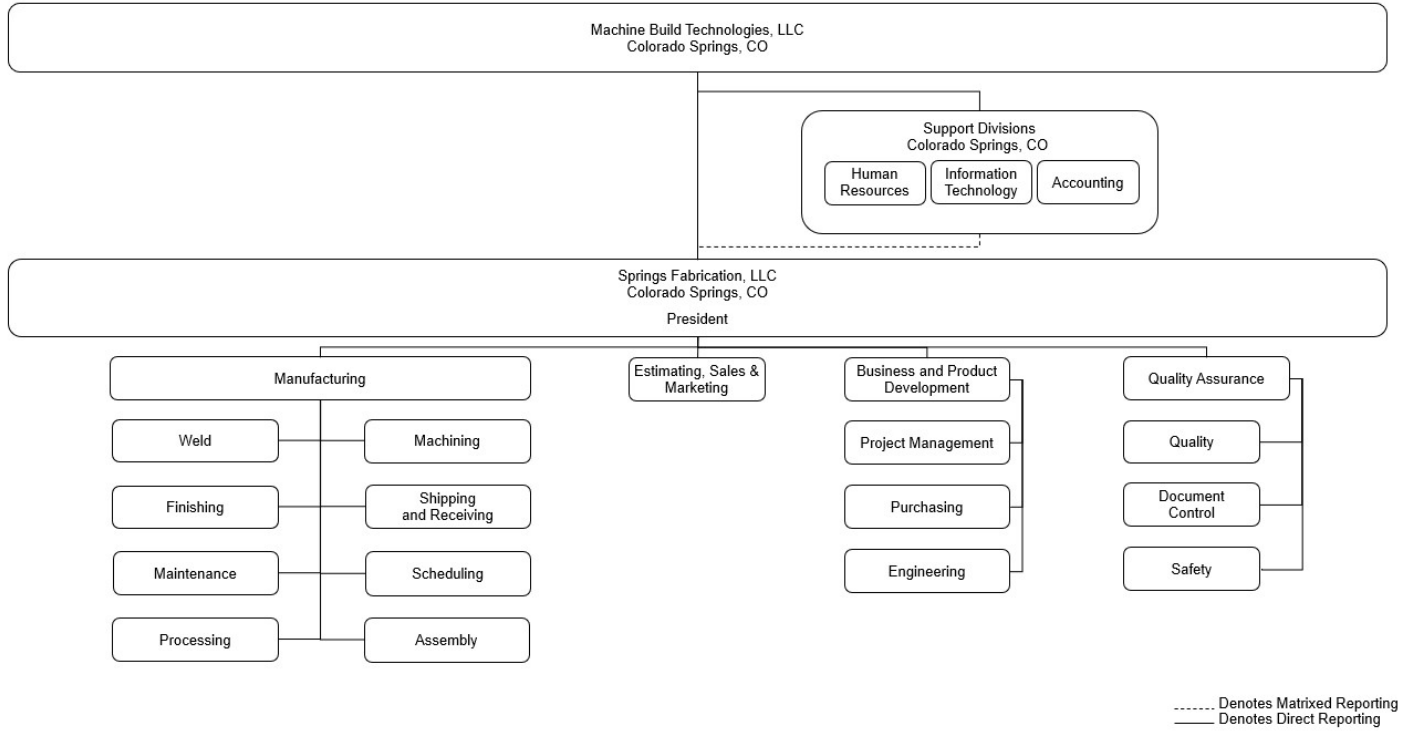 Machine Build Technologies, LLC
Colorado Springs, CO
Support Divisions
Colorado Springs, CO
Human
Resources
Information
Technology
Accounting
Springs Fabrication, LLC
Colorado Springs, CO
President
Manufacturing
Estimating, Sales &
Marketing
Business and Product
Development
Quality Assurance
Weld
Machining
Project Management
Quality
Finishing
Shipping
and Receiving
Purchasing
Document
Control
Maintenance
Scheduling
Engineering
Safety
Processing
Assembly
Denotes Matrixed Reporting
Denotes Direct Reporting